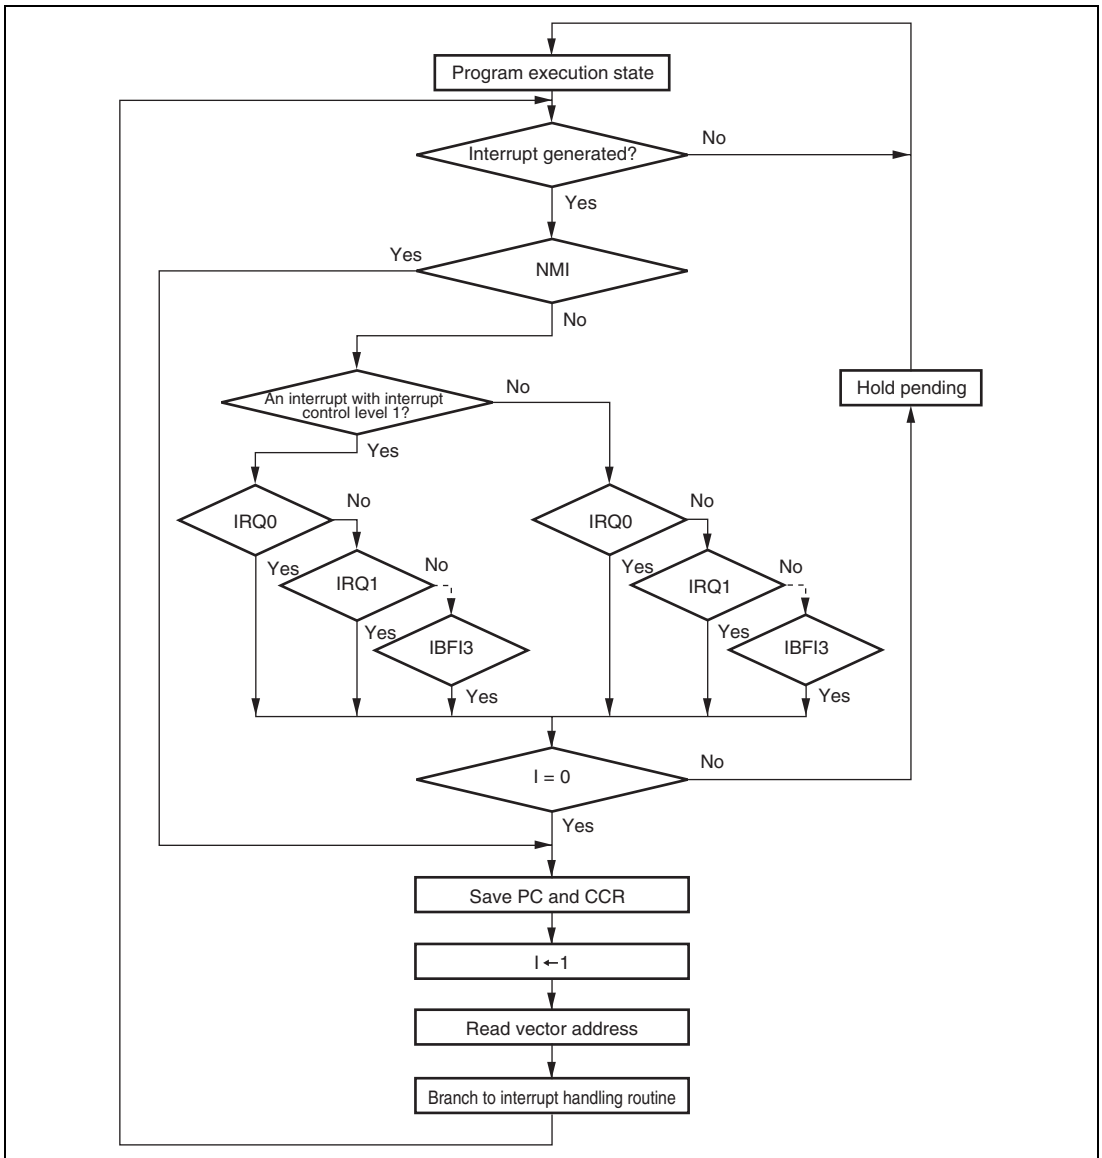 Program execution state
Interrupt generated?
No
Yes
Yes
NMI
No
An interrupt with interrupt
control level 1?
No
Hold pending
Yes
IRQ0
No
IRQ0
No
Yes
IRQ1
No
Yes
IRQ1
No
Yes
IBFI3
Yes
IBFI3
Yes
Yes
I = 0
No
Yes
Save PC and CCR
I ←1
Read vector address
Branch to interrupt handling routine